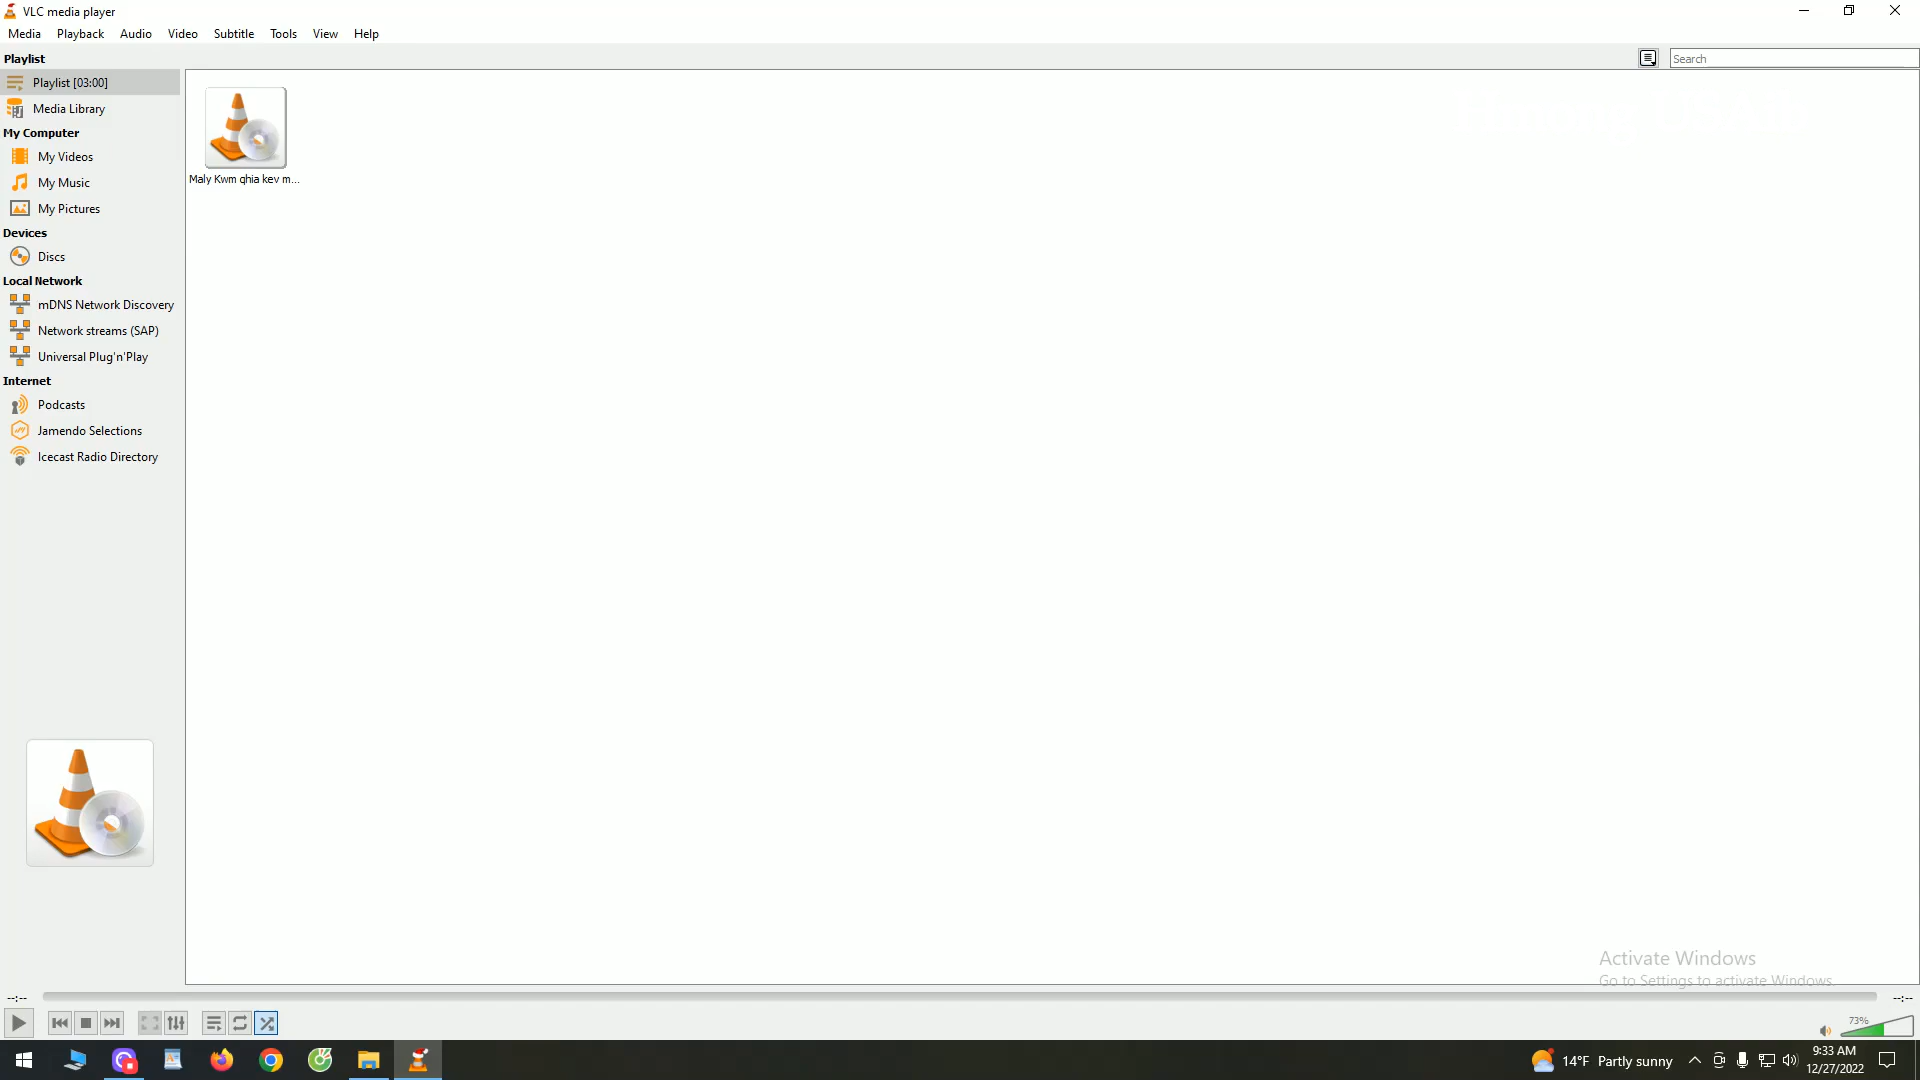 VLC media player
Media Playback Audio Video Subtitle Tools View Help
Playlist
Search
Playlist [03:00]
Media Library
My Computer
My Videos
My Music
My Pictures
Devices
Discs
Local Network
mDNS Network Discovery
Network streams (SAP)
Universal Plug'n'Play
Internet
Podcasts
Jamendo Selections
Icecast Radio Directory
Maly Kwm qhia kev m...
Activate Windows
Go to Settings to activate Windows.
--:-- --:--
73%
14°F Partly sunny
9:33 AM
12/27/2022